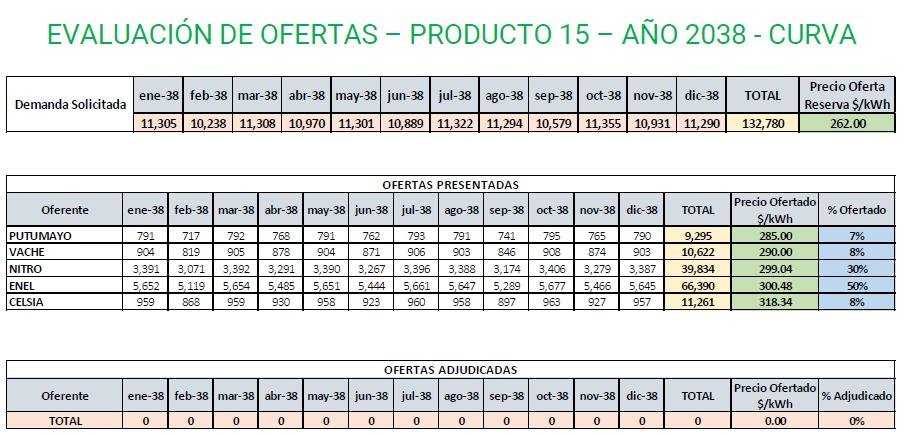 EVALUACIÓN DE OFERTAS – PRODUCTO 15 – AÑO 2038 - CURVA
Demanda Solicitada ene-38 feb-38 mar-38 abr-38 may-38 jun-38 jul-38 ago-38 sep-38 oct-38 nov-38 dic-38 TOTAL Precio Oferta Reserva $/kWh
11,305 10,238 11,308 10,970 11,301 10,889 11,322 11,294 10,579 11,355 10,931 11,290 132,780 262.00
OFERTAS PRESENTADAS
Oferente ene-38 feb-38 mar-38 abr-38 may-38 jun-38 jul-38 ago-38 sep-38 oct-38 nov-38 dic-38 TOTAL Precio Ofertado $/kWh % Ofertado
PUTUMAYO 791 717 792 768 791 762 793 791 741 795 765 790 9,295 285.00 7%
VACHE 904 819 905 878 904 871 906 903 846 908 874 903 10,622 290.00 8%
NITRO 3,391 3,071 3,392 3,291 3,390 3,267 3,396 3,388 3,174 3,406 3,279 3,387 39,834 299.04 30%
ENEL 5,652 5,119 5,654 5,485 5,651 5,444 5,661 5,647 5,289 5,677 5,466 5,645 66,390 300.48 50%
CELSIA 959 868 959 930 958 923 960 958 897 963 927 957 11,261 318.34 8%
OFERTAS ADJUDICADAS
Oferente ene-38 feb-38 mar-38 abr-38 may-38 jun-38 jul-38 ago-38 sep-38 oct-38 nov-38 dic-38 TOTAL Precio Ofertado $/kWh % Adjudicado
TOTAL 0 0 0 0 0 0 0 0 0 0 0 0 0 0.00 0%